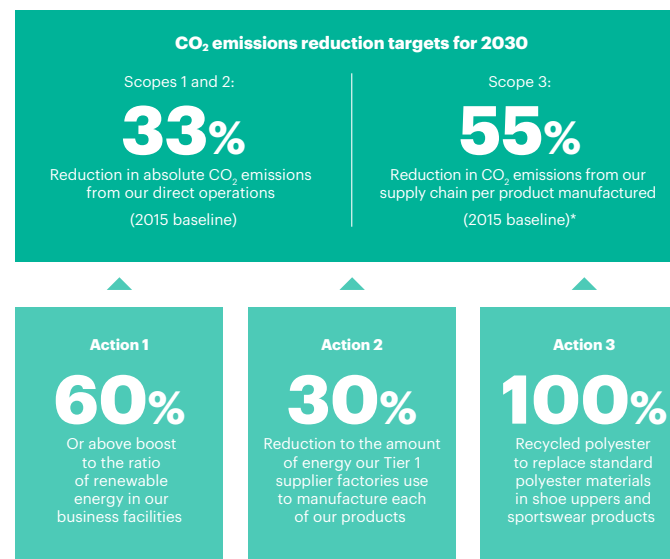 CO₂ emissions reduction targets for 2030
Scopes 1 and 2:
33%
Reduction in absolute CO₂ emissions
from our direct operations
(2015 baseline)
Scope 3:
55%
Reduction in CO₂ emissions from our
supply chain per product manufactured
(2015 baseline)*
Action 1
60%
Or above boost
to the ratio
of renewable
energy in our
business facilities
Action 2
30%
Reduction to the amount
of energy our Tier 1
supplier factories use
to manufacture each
of our products
Action 3
100%
Recycled polyester
to replace standard
polyester materials
in shoe uppers and
sportswear products